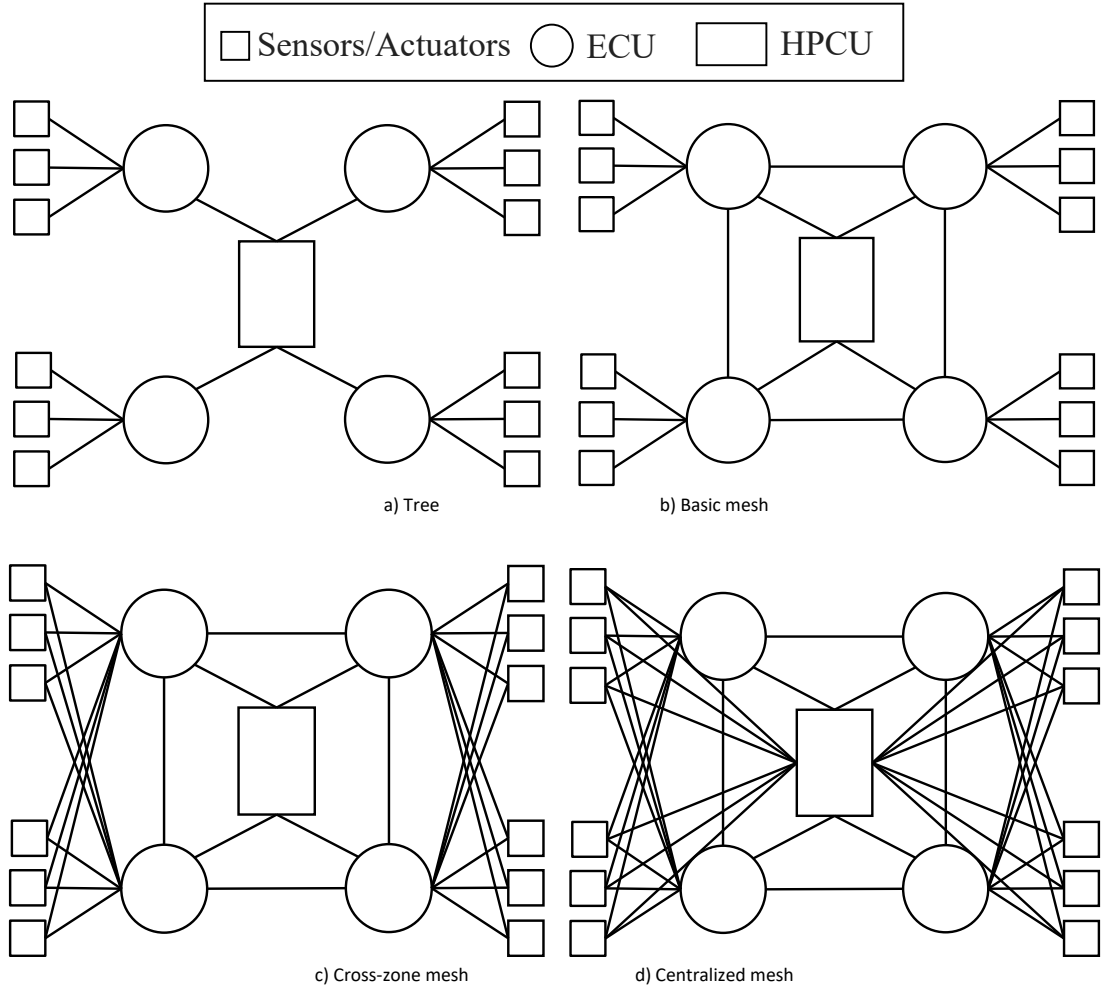 Sensors/Actuators ECU HPCU
a) Tree
b) Basic mesh
c) Cross-zone mesh
d) Centralized mesh